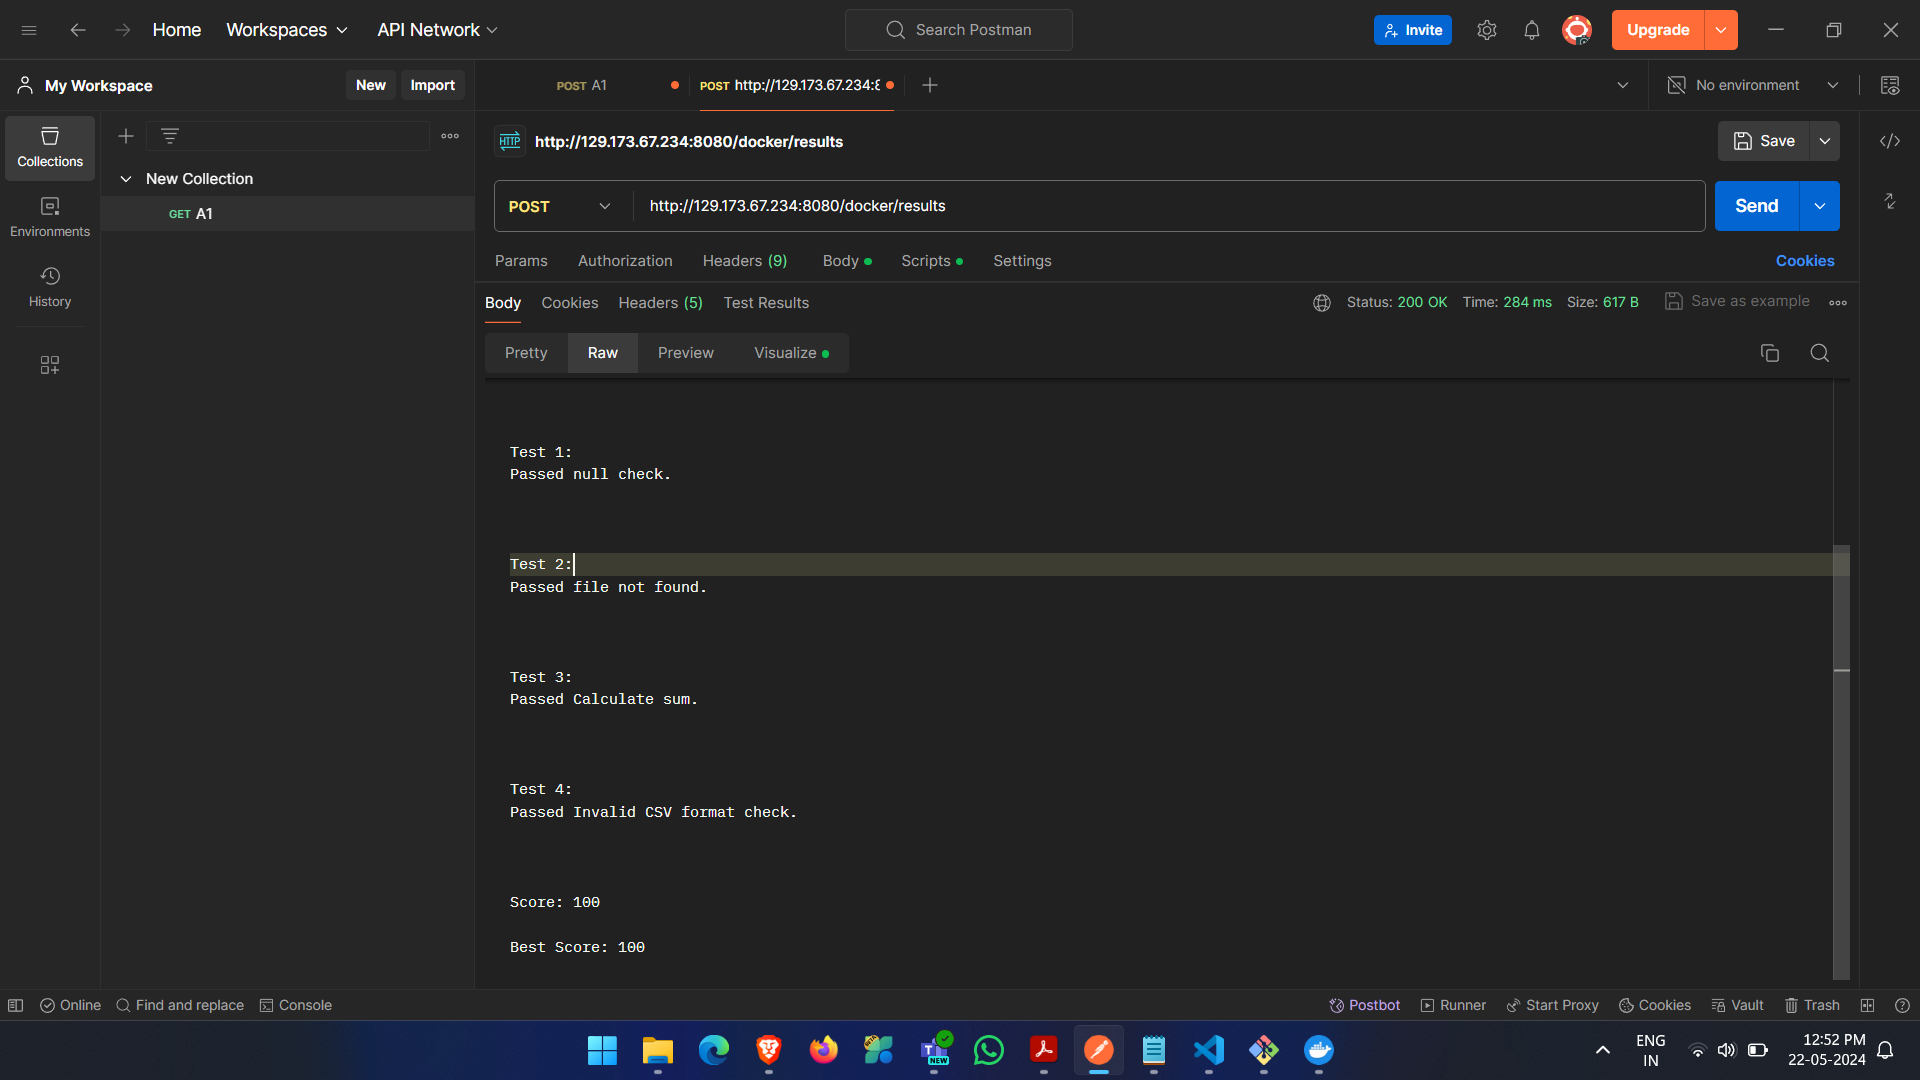 Home
Workspaces
API Network
Search Postman
Invite
Upgrade
My Workspace
New
Import
POST A1
POST http://129.173.67.234:8
No environment
Collections
HTTP
http://129.173.67.234:8080/docker/results
Save
New Collection
POST
http://129.173.67.234:8080/docker/results
Send
GET A1
Environments
Params
Authorization
Headers (9)
Body
Scripts
Settings
Cookies
History
Body
Cookies
Headers (5)
Test Results
Status: 200 OK
Time: 284 ms
Size: 617 B
Save as example
Pretty
Raw
Preview
Visualize
Test 1:
Passed null check.
Test 2:
Passed file not found.
Test 3:
Passed Calculate sum.
Test 4:
Passed Invalid CSV format check.
Score: 100
Best Score: 100
Online
Find and replace
Console
Postbot
Runner
Start Proxy
Cookies
Vault
Trash
NEW
ENG
IN
12:52 PM
22-05-2024